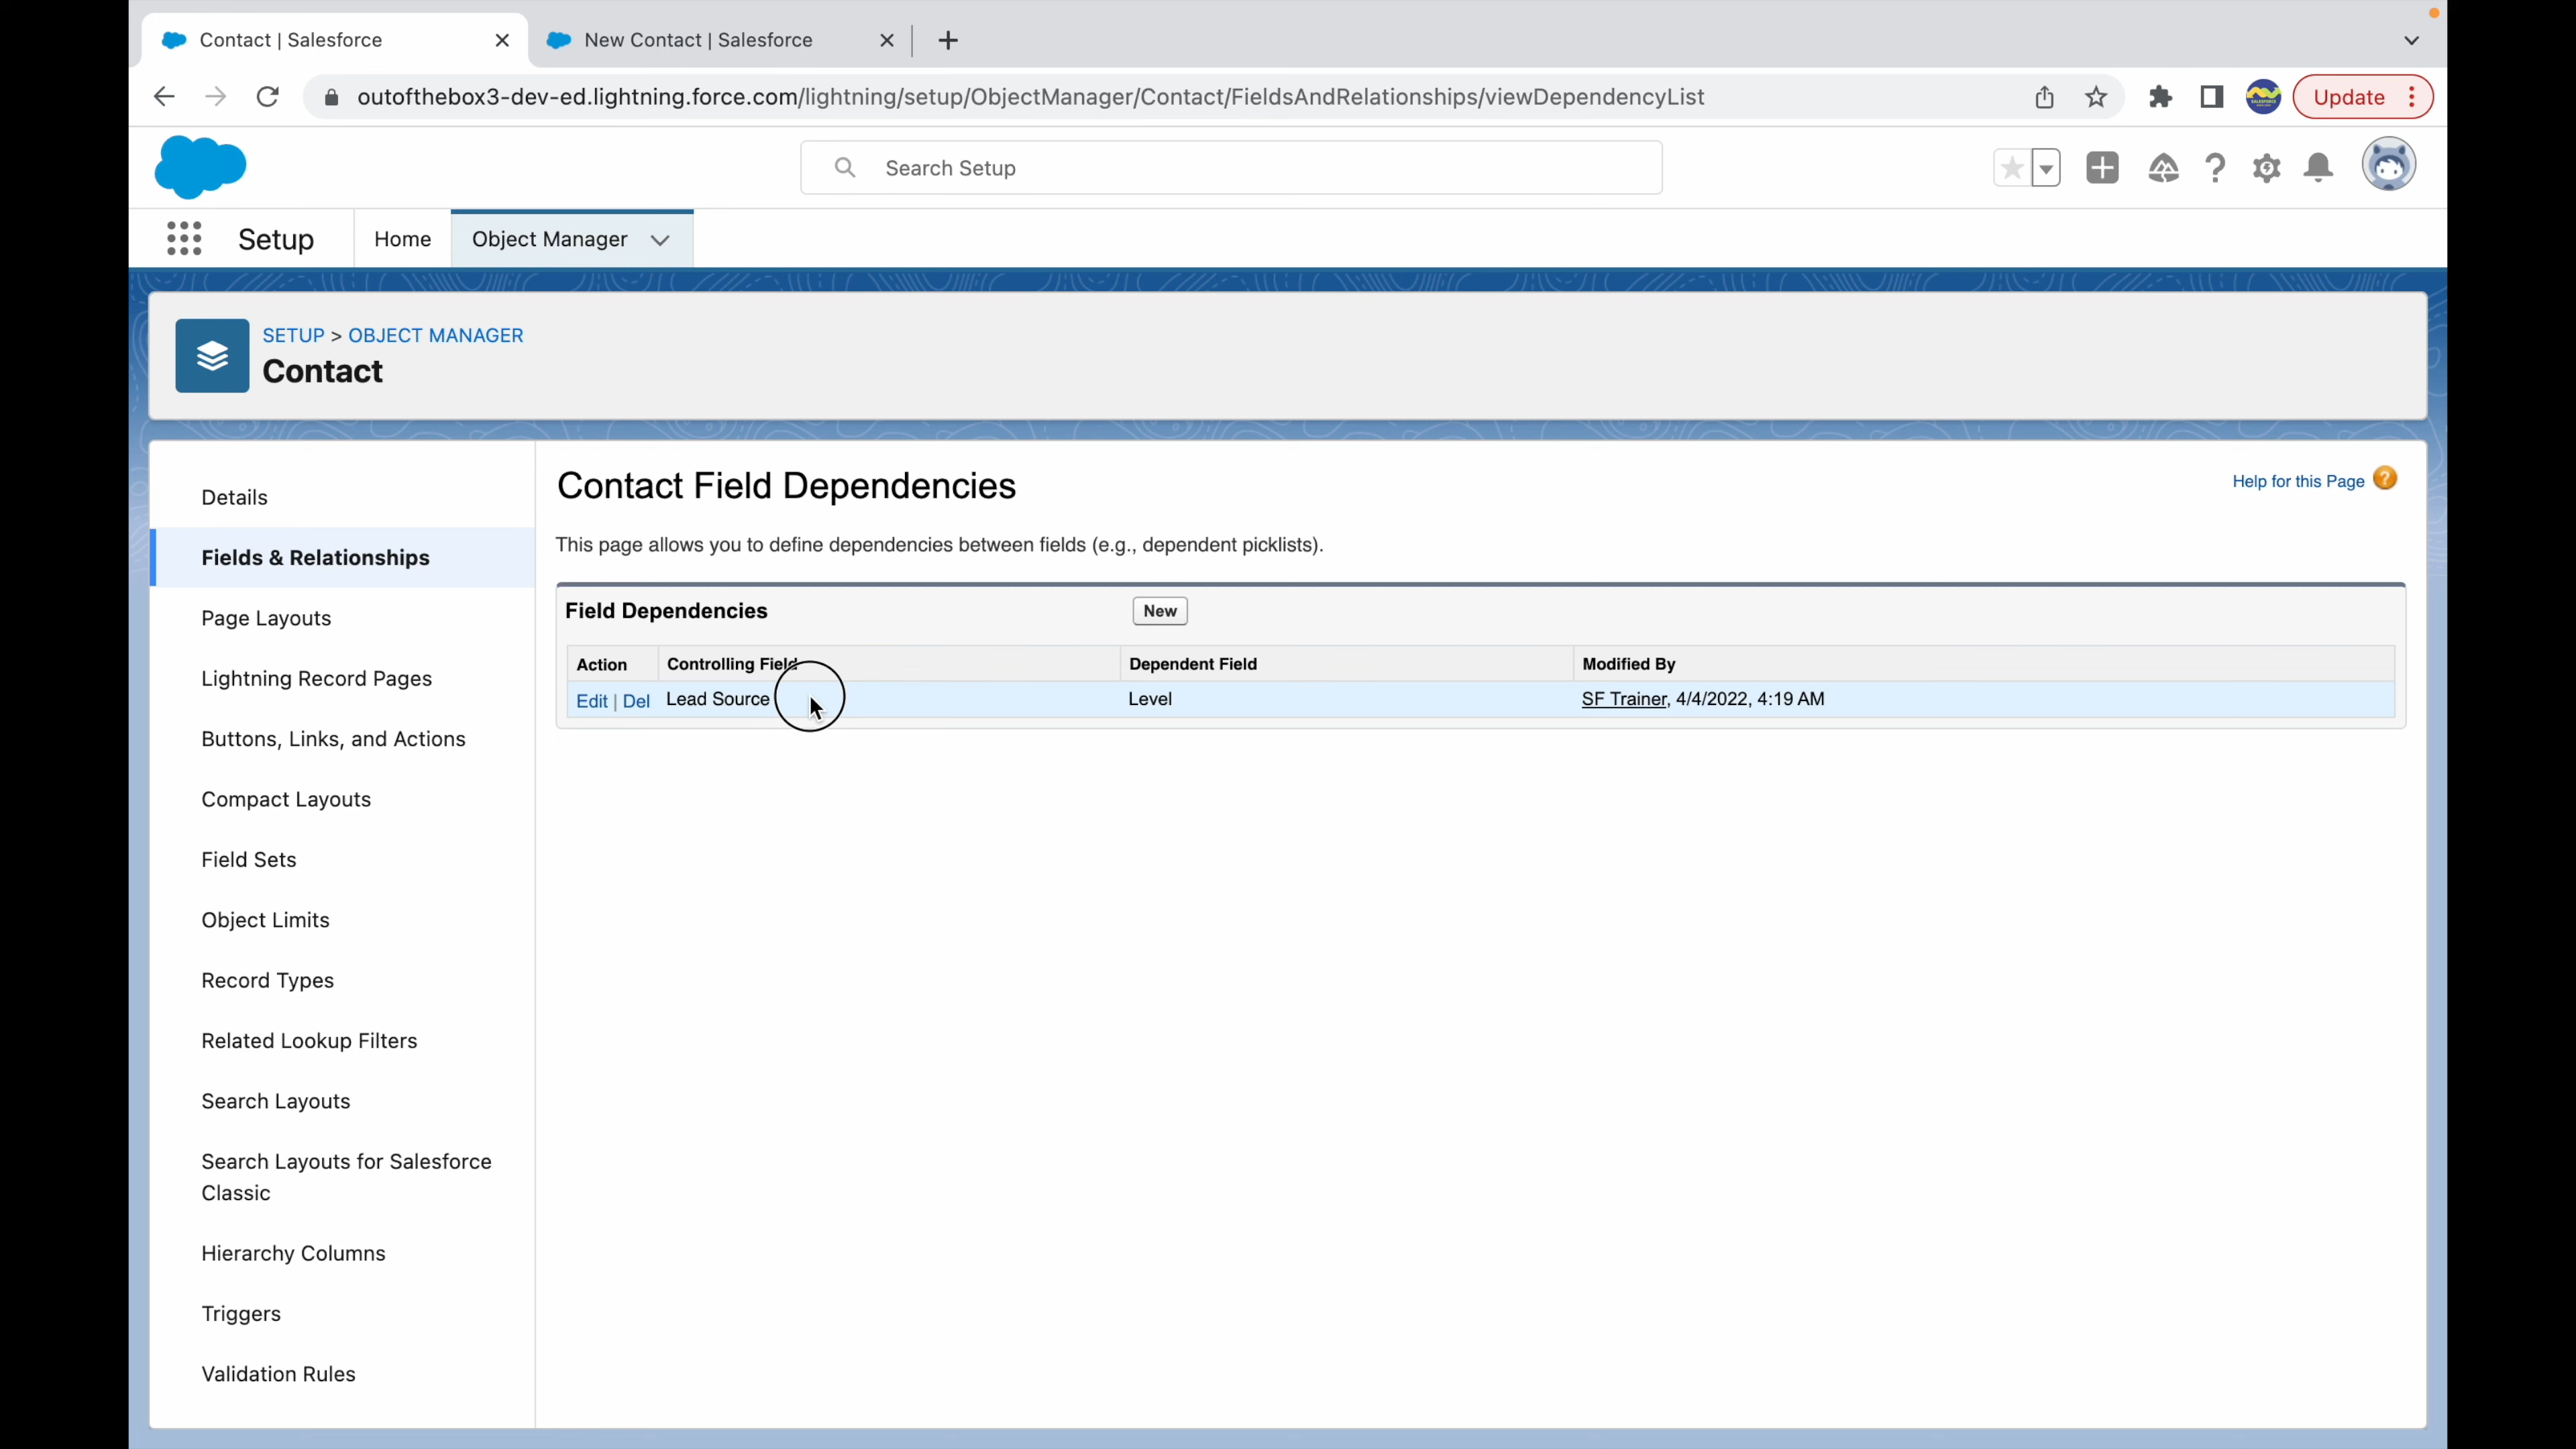 Contact | Salesforce
New Contact | Salesforce
outofthebox3-dev-ed.lightning.force.com/lightning/setup/ObjectManager/Contact/FieldsAndRelationships/viewDependencyList
Update
Search Setup
Setup
Home
Object Manager
SETUP > OBJECT MANAGER
Contact
Details
Fields & Relationships
Page Layouts
Lightning Record Pages
Buttons, Links, and Actions
Compact Layouts
Field Sets
Object Limits
Record Types
Related Lookup Filters
Search Layouts
Search Layouts for Salesforce
Classic
Hierarchy Columns
Triggers
Validation Rules
Contact Field Dependencies
Help for this Page ?
This page allows you to define dependencies between fields (e.g., dependent picklists).
Field Dependencies
New
Action Controlling Field Dependent Field Modified By
Edit | Del Lead Source Level SF Trainer, 4/4/2022, 4:19 AM